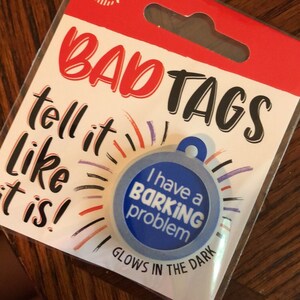 BAD TAGS
tell it
like
it is!
I have a
BARKING
problem
GLOWS IN THE DARK